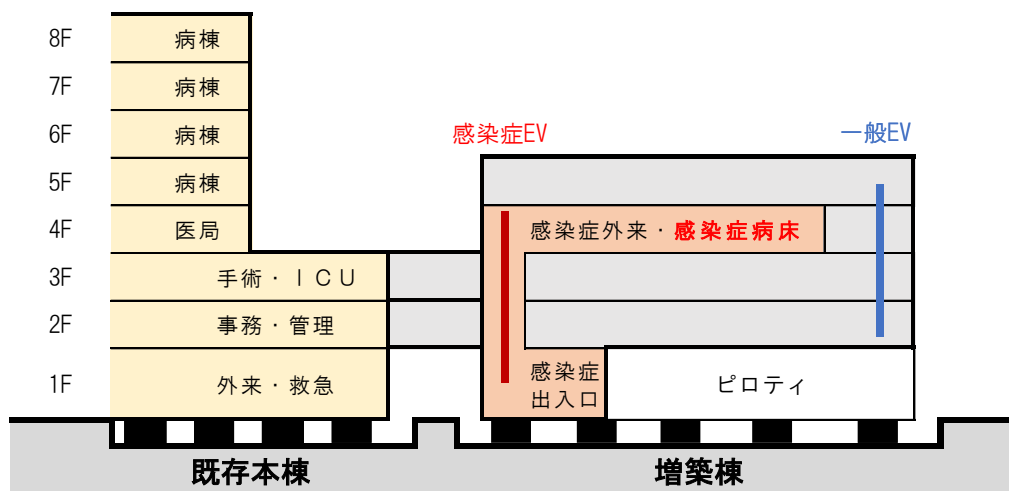 8F 病棟
7F 病棟
6F 病棟 感染症EV 一般EV
5F 病棟
4F 医局 感染症外来・感染症病床
3F 手術・ＩＣＵ
2F 事務・管理
1F 外来・救急 感染症 ピロティ
出入口
既存本棟 増築棟